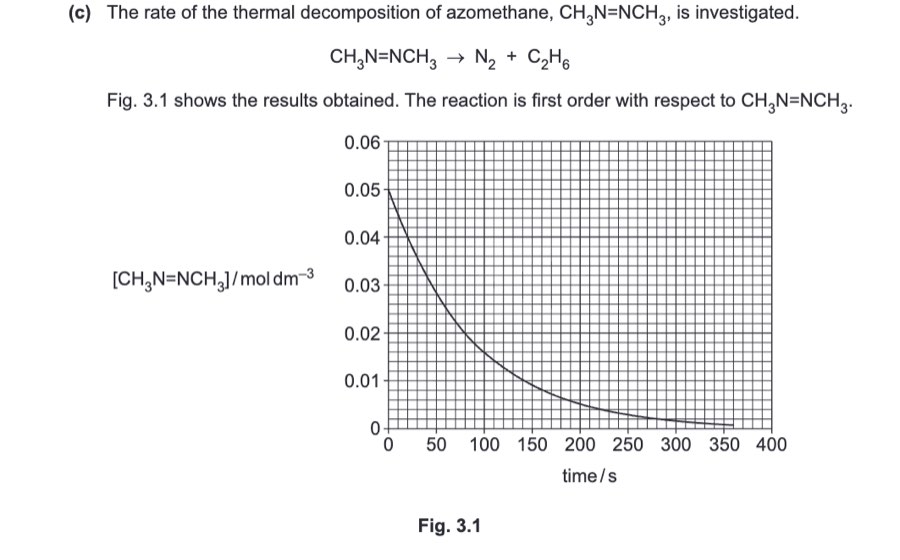 (c) The rate of the thermal decomposition of azomethane, CH₃N=NCH₃, is investigated.
CH₃N=NCH₃ → N₂ + C₂H₆
Fig. 3.1 shows the results obtained. The reaction is first order with respect to CH₃N=NCH₃.
0.06
0.05
0.04
[CH₃N=NCH₃]/mol dm⁻³
0.03
0.02
0.01
0
0 50 100 150 200 250 300 350 400
time/s
Fig. 3.1